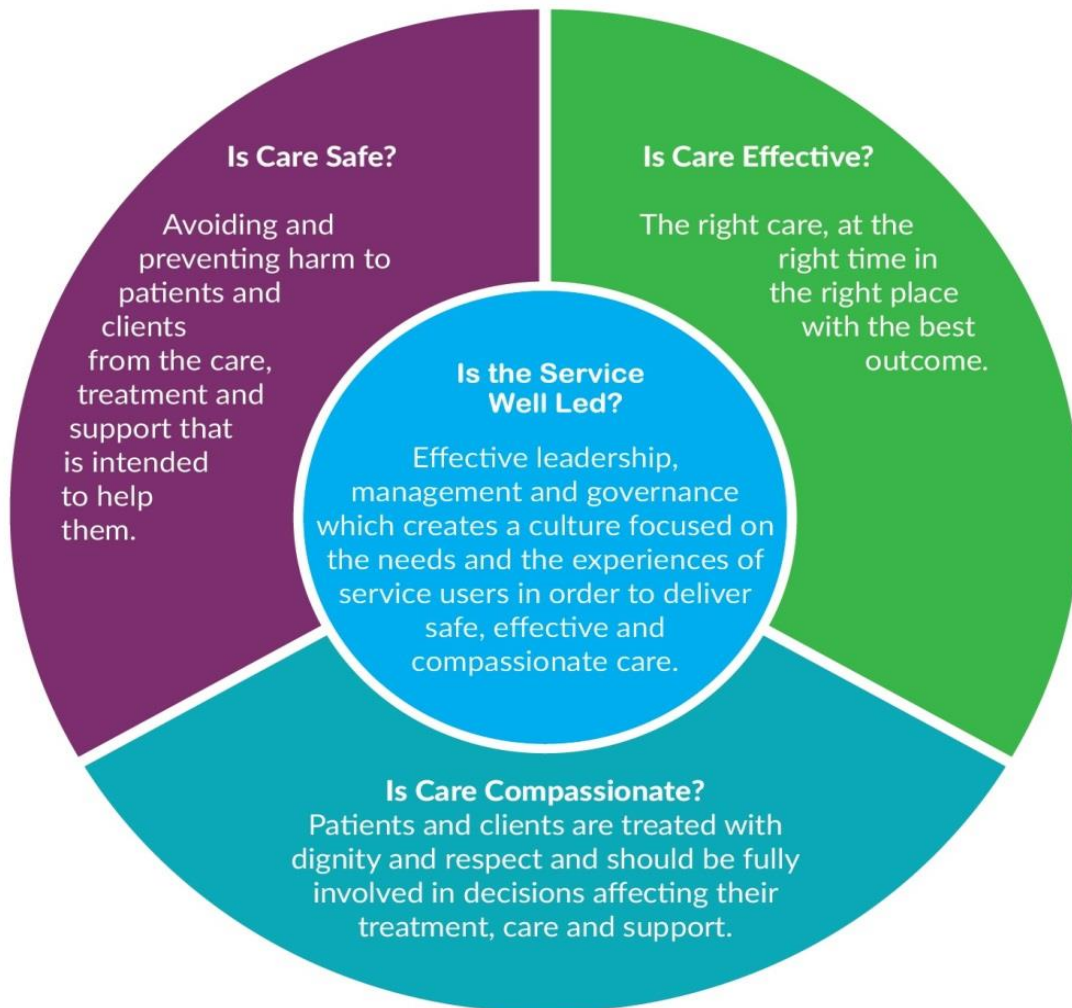 Is Care Safe?
Avoiding and
preventing harm to
patients and
clients
from the care,
treatment and
support that
is intended
to help
them.
Is Care Effective?
The right care, at the
right time in
the right place
with the best
outcome.
Is the Service
Well Led?
Effective leadership,
management and governance
which creates a culture focused on
the needs and the experiences of
service users in order to deliver
safe, effective and
compassionate care.
Is Care Compassionate?
Patients and clients are treated with
dignity and respect and should be fully
involved in decisions affecting their
treatment, care and support.